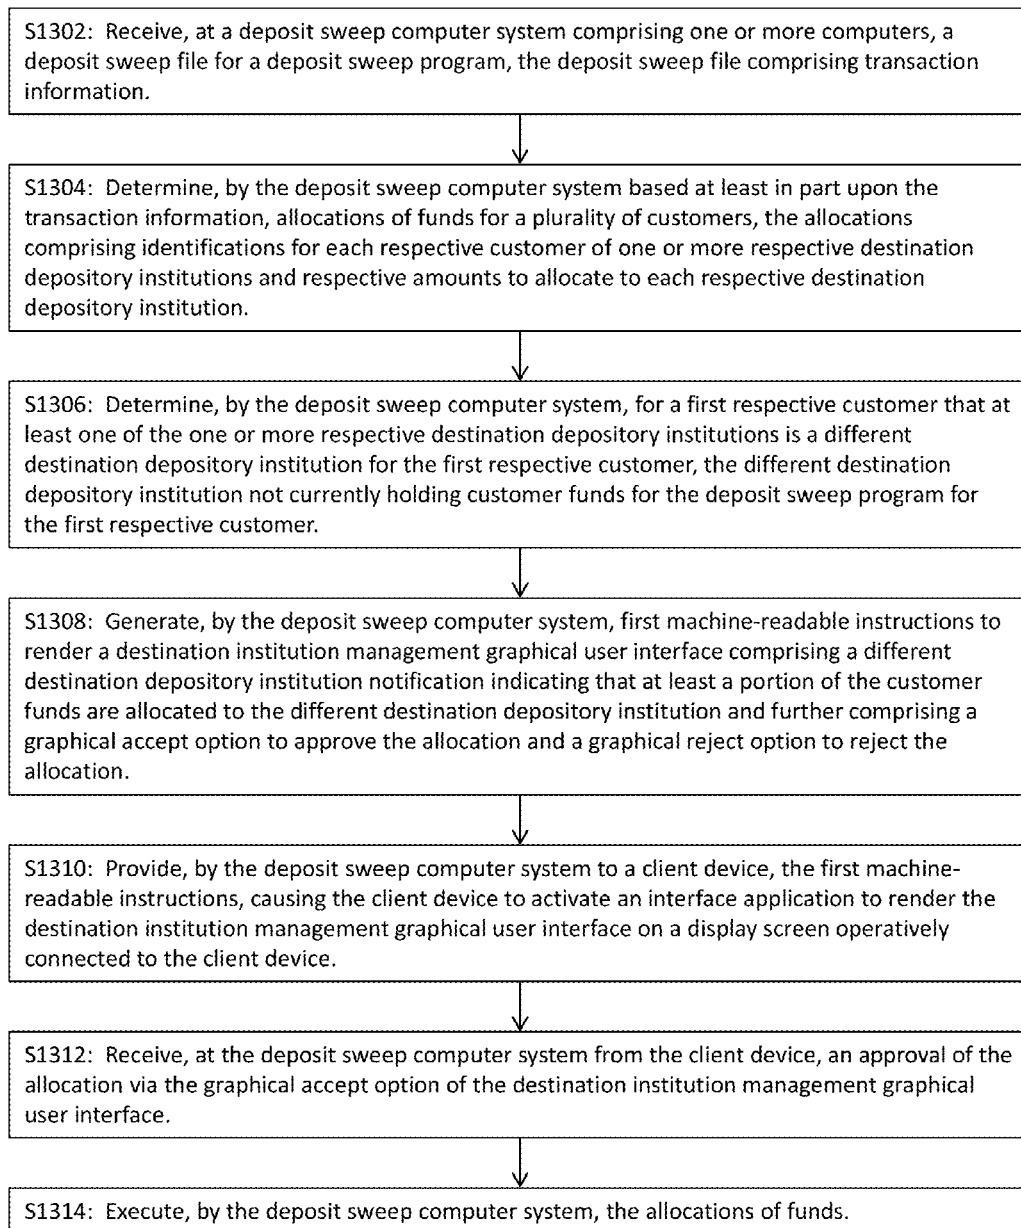 S1302: Receive, at a deposit sweep computer system comprising one or more computers, a
deposit sweep file for a deposit sweep program, the deposit sweep file comprising transaction
information.
S1304: Determine, by the deposit sweep computer system based at least in part upon the
transaction information, allocations of funds for a plurality of customers, the allocations
comprising identifications for each respective customer of one or more respective destination
depository institutions and respective amounts to allocate to each respective destination
depository institution.
S1306: Determine, by the deposit sweep computer system, for a first respective customer that at
least one of the one or more respective destination depository institutions is a different
destination depository institution for the first respective customer, the different destination
depository institution not currently holding customer funds for the deposit sweep program for
the first respective customer.
S1308: Generate, by the deposit sweep computer system, first machine-readable instructions to
render a destination institution management graphical user interface comprising a different
destination depository institution notification indicating that at least a portion of the customer
funds are allocated to the different destination depository institution and further comprising a
graphical accept option to approve the allocation and a graphical reject option to reject the
allocation.
S1310: Provide, by the deposit sweep computer system to a client device, the first machine-
readable instructions, causing the client device to activate an interface application to render the
destination institution management graphical user interface on a display screen operatively
connected to the client device.
S1312: Receive, at the deposit sweep computer system from the client device, an approval of the
allocation via the graphical accept option of the destination institution management graphical
user interface.
S1314: Execute, by the deposit sweep computer system, the allocations of funds.